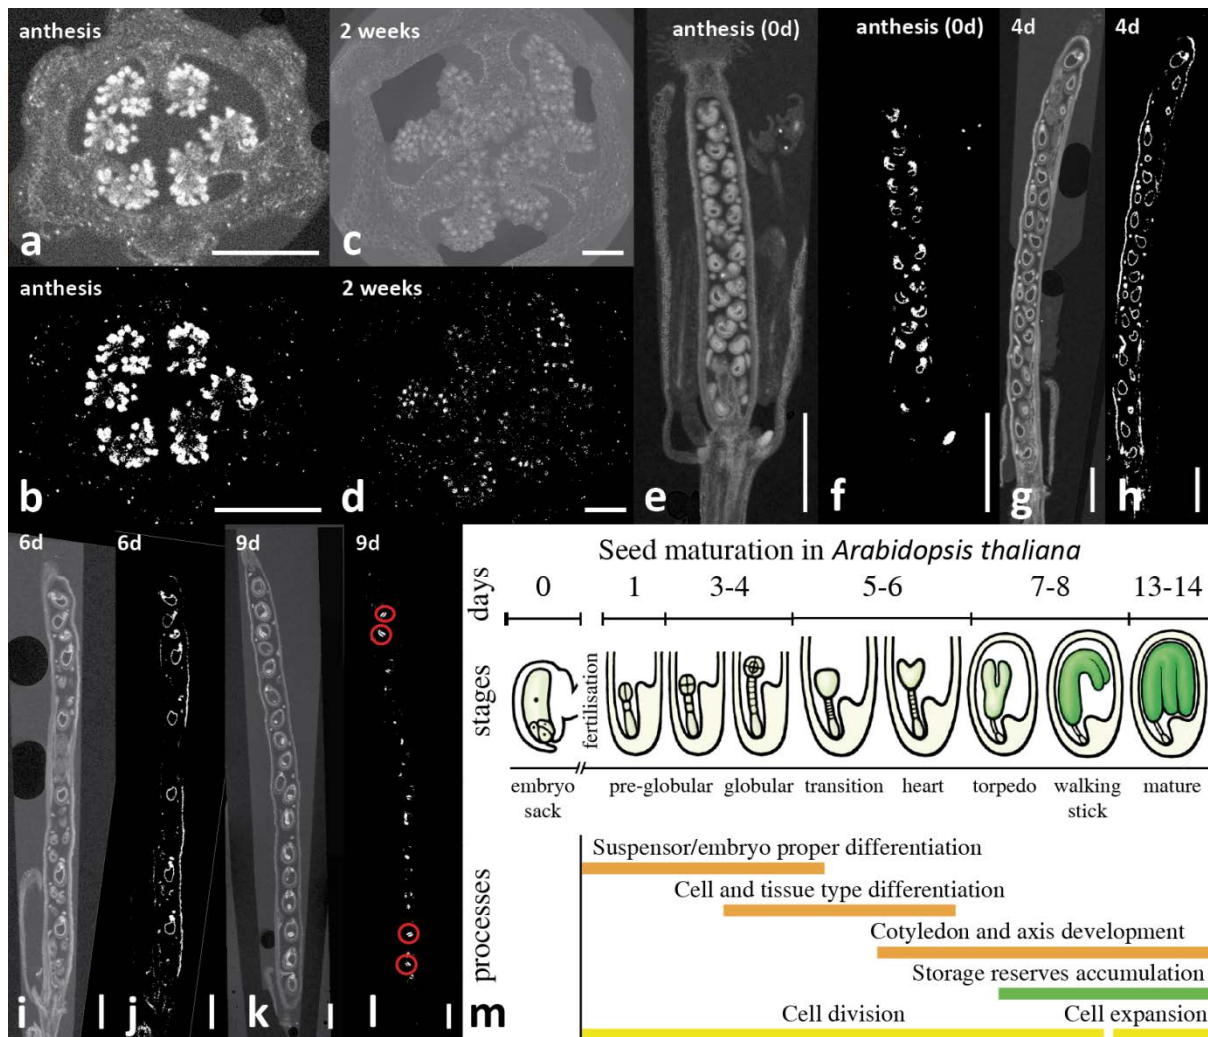 anthesis
a
2 weeks
c
anthesis
b
2 weeks
d
anthesis (0d)
e
anthesis (0d)
f
4d
g
4d
h
6d
i
6d
j
9d
k
9d
l
m
Seed maturation in Arabidopsis thaliana
days
0 1 3-4 5-6 7-8 13-14
stages
fertilisation
embryo sack
pre-globular
globular
transition
heart
torpedo
walking stick
mature
processes
Suspensor/embryo proper differentiation
Cell and tissue type differentiation
Cotyledon and axis development
Storage reserves accumulation
Cell division
Cell expansion